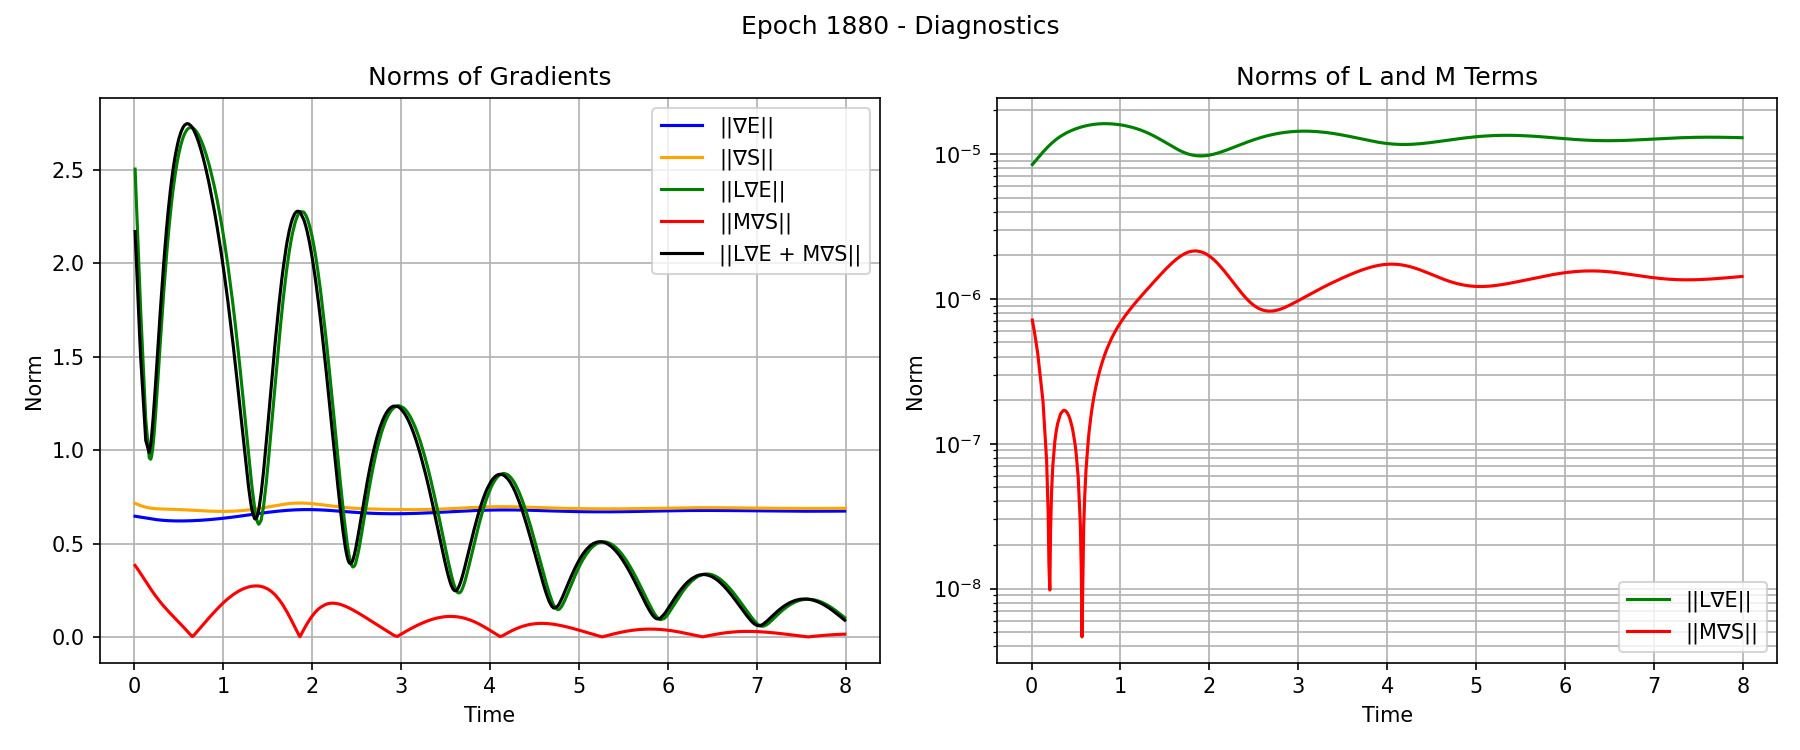 Epoch 1880 - Diagnostics
Norms of Gradients
Norm
2.5
2.0
1.5
1.0
0.5
0.0
0 1 2 3 4 5 6 7 8
Time
||∇E||
||∇S||
||L∇E||
||M∇S||
||L∇E + M∇S||
Norms of L and M Terms
Norm
10⁻⁵
10⁻⁶
10⁻⁷
10⁻⁸
0 1 2 3 4 5 6 7 8
Time
||L∇E||
||M∇S||